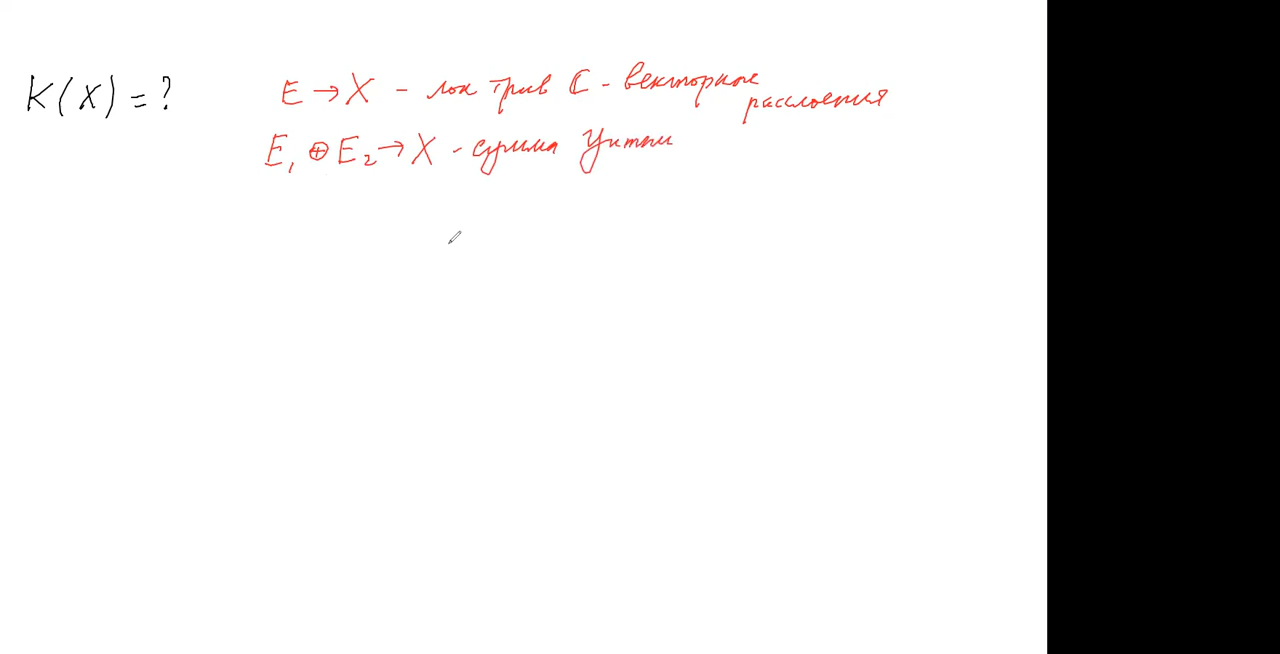 K(X) = ?
E → X - лок трив ℂ - векторное
расслоения
E₁ ⊕ E₂ → X - сумма Уитни